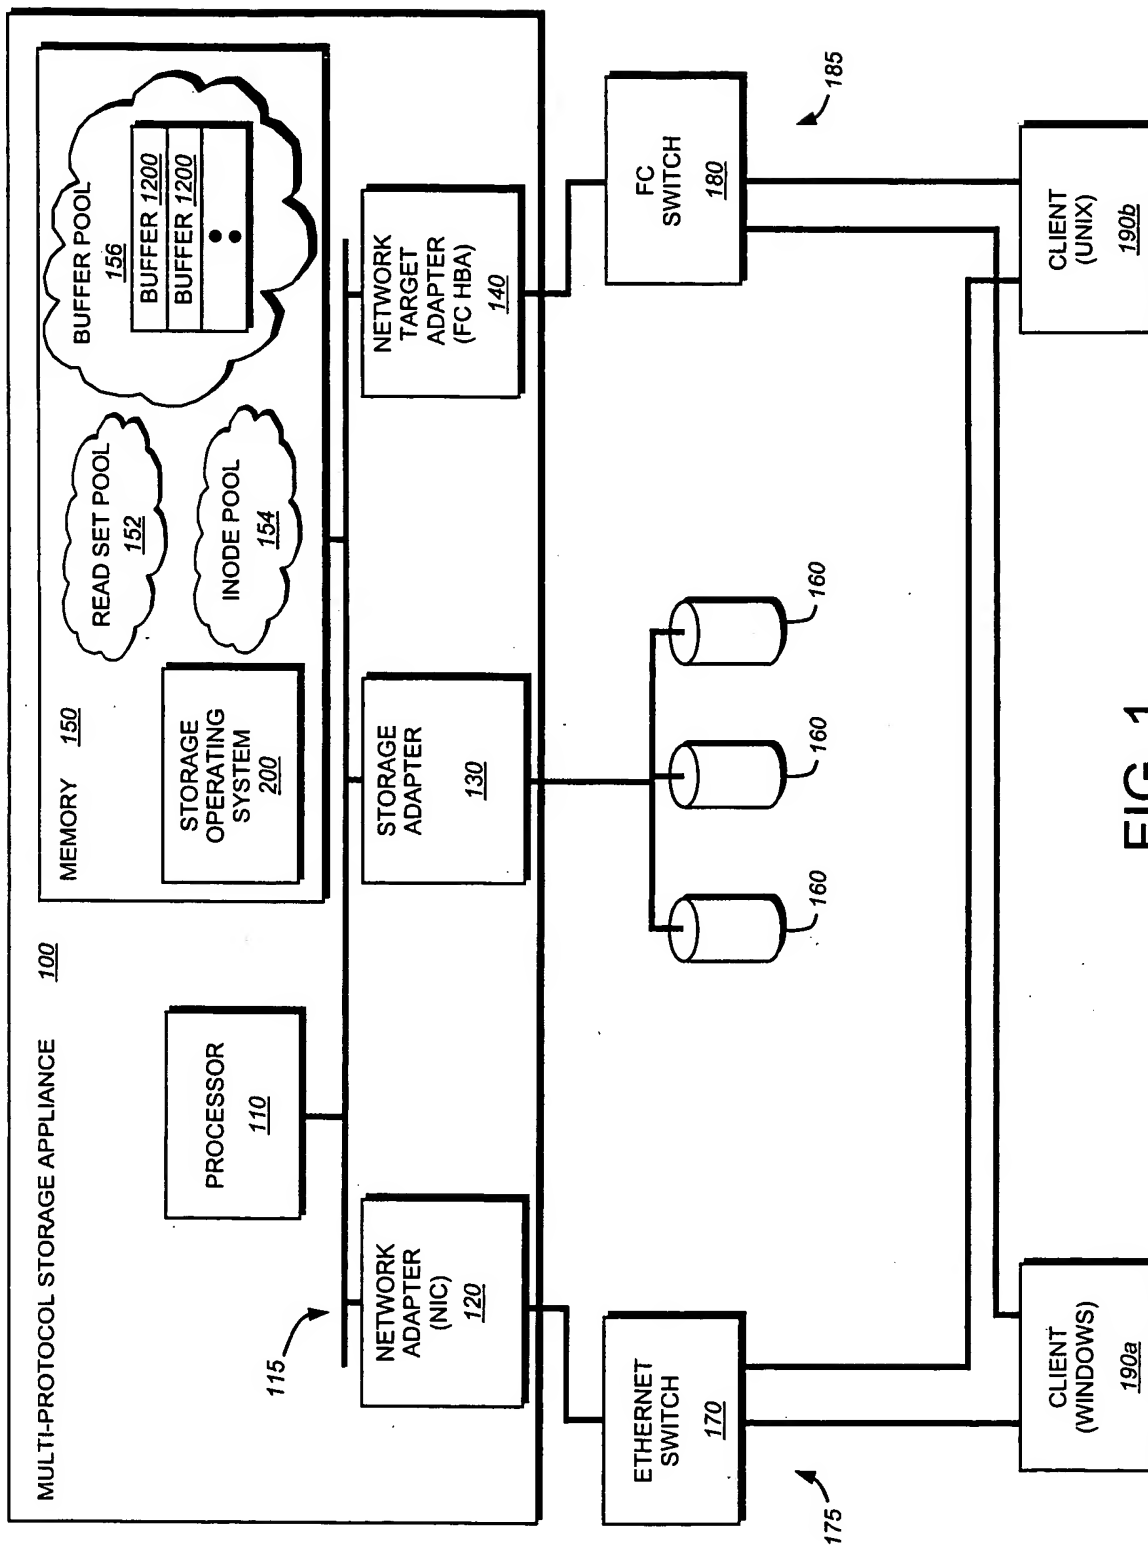 MULTI-PROTOCOL STORAGE APPLIANCE 100
MEMORY 150
STORAGE
OPERATING
SYSTEM
200
READ SET POOL
152
INODE POOL
154
BUFFER POOL
156
BUFFER 1200
BUFFER 1200
PROCESSOR
110
115
NETWORK
ADAPTER
(NIC)
120
STORAGE
ADAPTER
130
NETWORK
TARGET
ADAPTER
(FC HBA)
140
ETHERNET
SWITCH
170
175
160
160
160
FC
SWITCH
180
185
CLIENT
(WINDOWS)
190a
CLIENT
(UNIX)
190b
FIG. 1